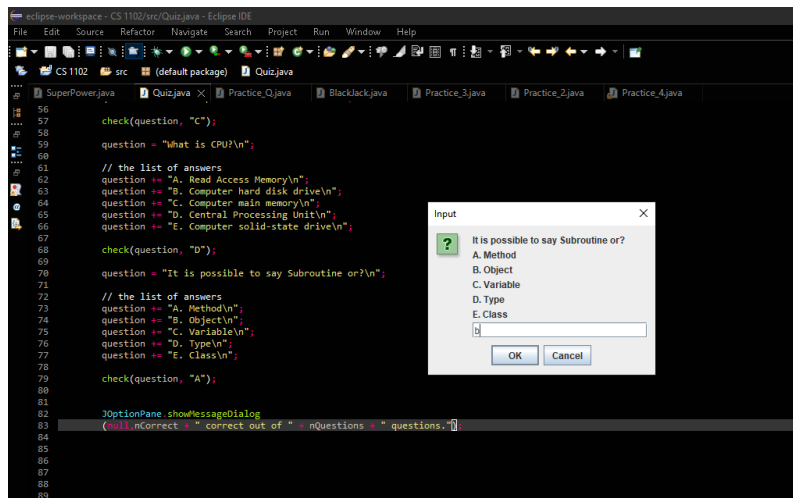 eclipse-workspace - CS 1102/src/Quiz.java - Eclipse IDE
File Edit Source Refactor Navigate Search Project Run Window Help
CS 1102 src (default package) Quiz.java
SuperPower.java Quiz.java Practice_Q.java BlackJack.java Practice_3.java Practice_2.java Practice_4.java
56
57 check(question, "C");
58
59 question = "What is CPU?\n";
60
61 // the list of answers
62 question += "A. Read Access Memory\n";
63 question += "B. Computer hard disk drive\n";
64 question += "C. Computer main memory\n";
65 question += "D. Central Processing Unit\n";
66 question += "E. Computer solid-state drive\n";
67
68 check(question, "D");
69
70 question = "It is possible to say Subroutine or?\n";
71
72 // the list of answers
73 question += "A. Method\n";
74 question += "B. Object\n";
75 question += "C. Variable\n";
76 question += "D. Type\n";
77 question += "E. Class\n";
78
79 check(question, "A");
80
81
82 JOptionPane.showMessageDialog
83 (null,nCorrect + " correct out of " + nQuestions + " questions.");
84
85
86
87
88
89
Input
It is possible to say Subroutine or?
A. Method
B. Object
C. Variable
D. Type
E. Class
b
OK Cancel